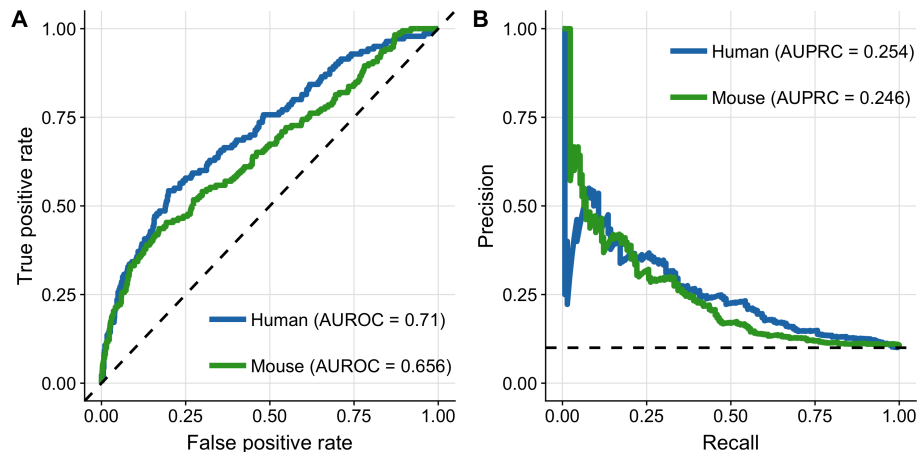 A
1.00
0.75
0.50
0.25
0.00
True positive rate
Human (AUROC = 0.71)
Mouse (AUROC = 0.656)
0.00 0.25 0.50 0.75 1.00
False positive rate
B
1.00
0.75
0.50
0.25
0.00
Precision
Human (AUPRC = 0.254)
Mouse (AUPRC = 0.246)
0.00 0.25 0.50 0.75 1.00
Recall